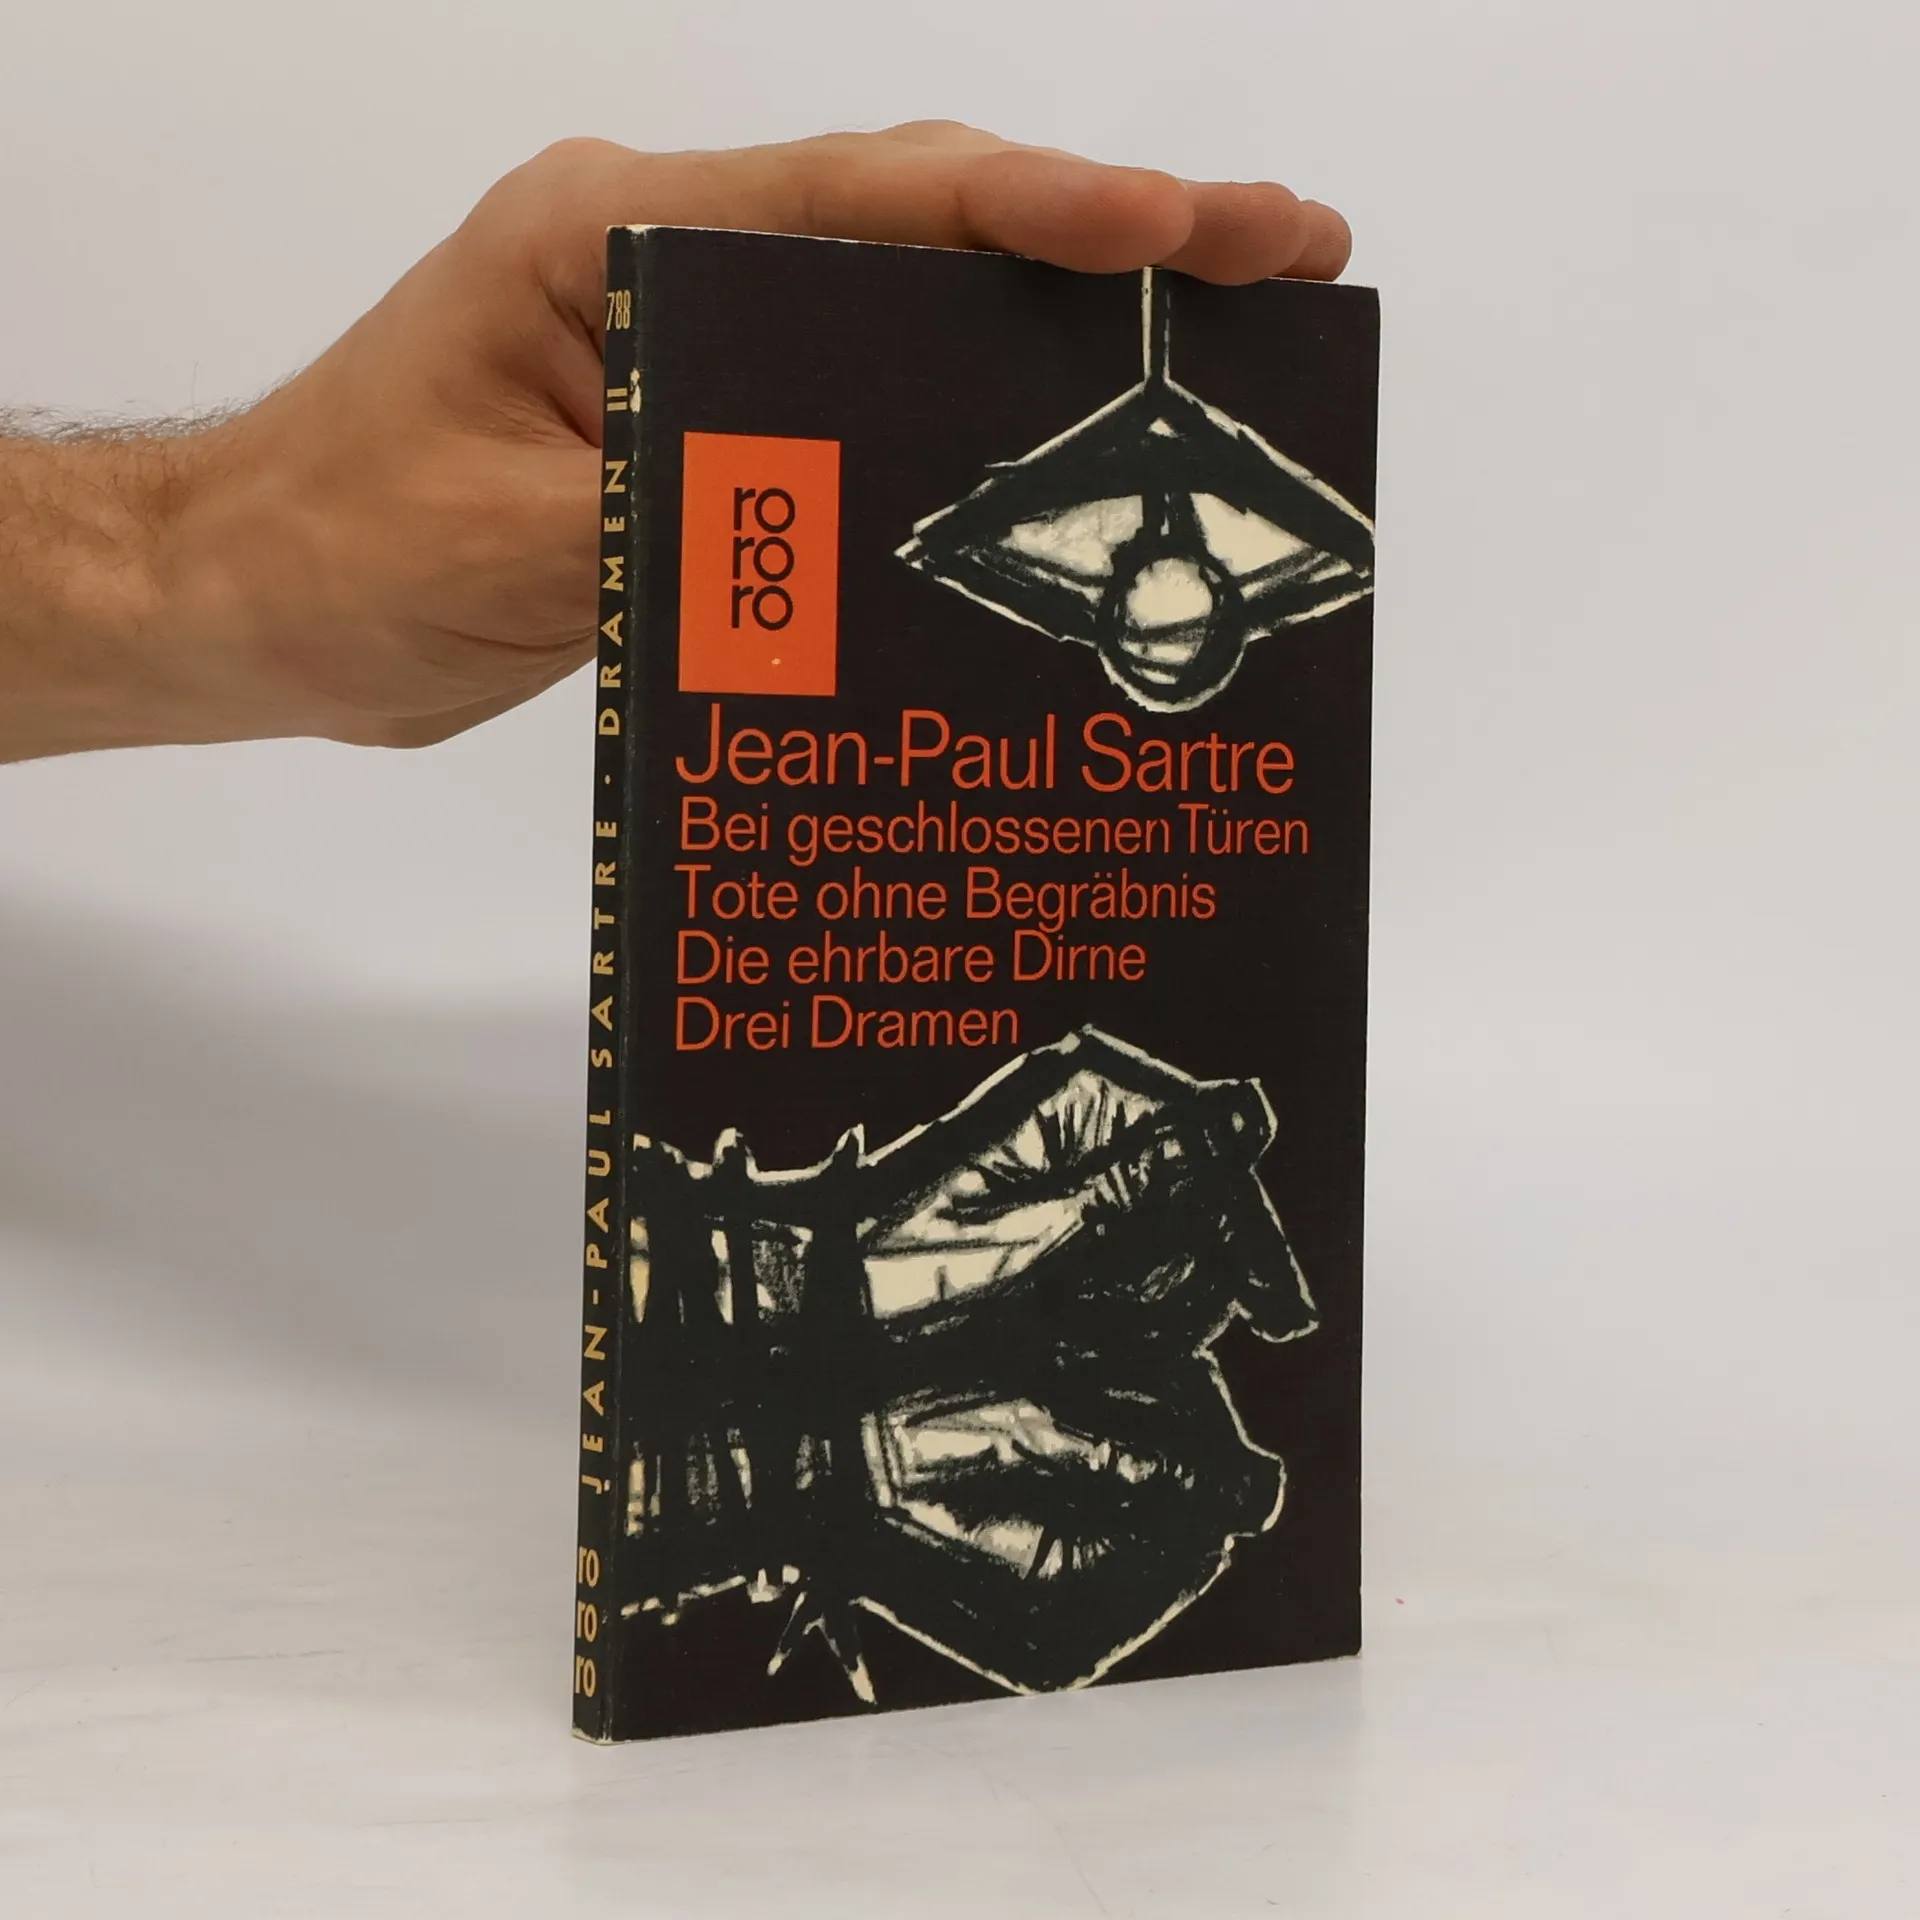 788
JEAN-PAUL SARTRE · DRAMEN II
ro
ro
ro
ro
ro
ro
Jean-Paul Sartre
Bei geschlossenen Türen
Tote ohne Begräbnis
Die ehrbare Dirne
Drei Dramen